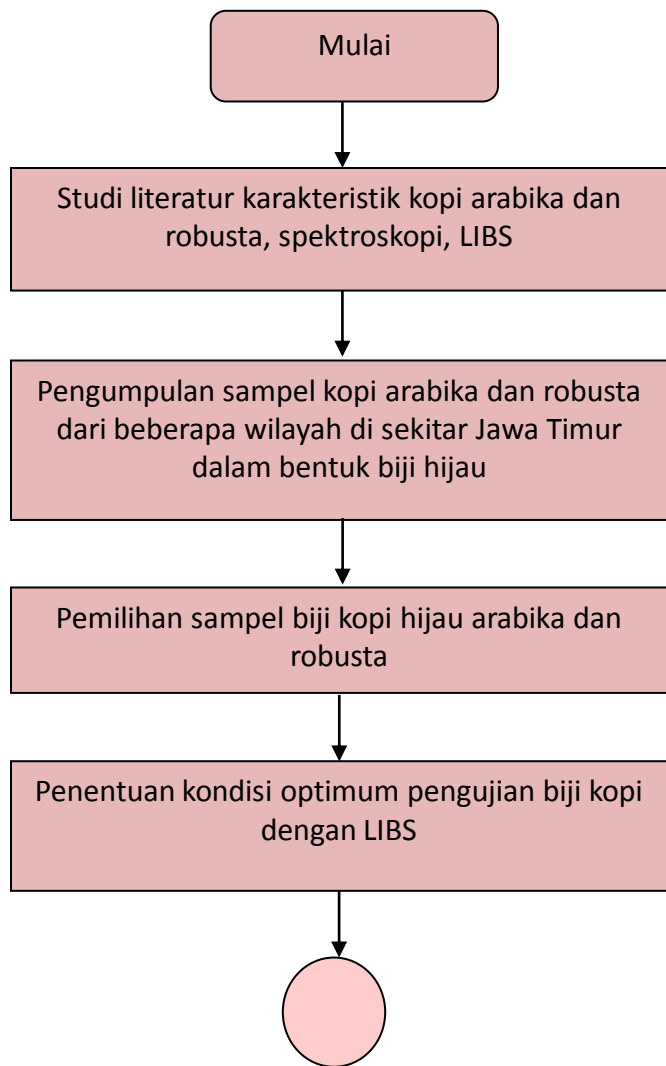 Mulai
Studi literatur karakteristik kopi arabika dan
robusta, spektroskopi, LIBS
Pengumpulan sampel kopi arabika dan robusta
dari beberapa wilayah di sekitar Jawa Timur
dalam bentuk biji hijau
Pemilihan sampel biji kopi hijau arabika dan
robusta
Penentuan kondisi optimum pengujian biji kopi
dengan LIBS